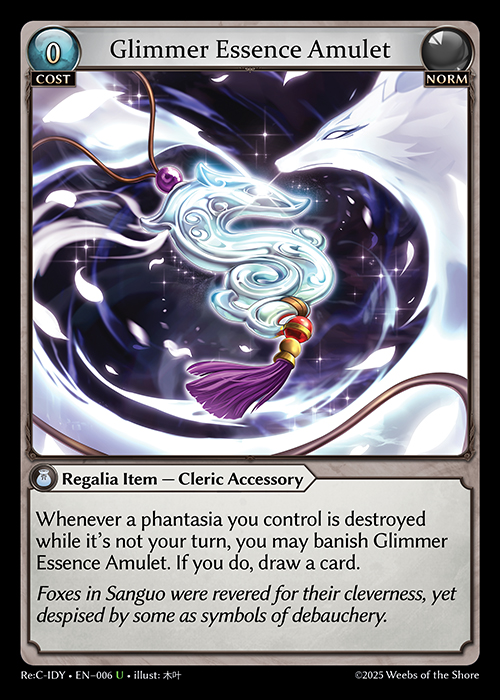 0
Glimmer Essence Amulet
COST
NORM
Regalia Item — Cleric Accessory
Whenever a phantasia you control is destroyed
while it's not your turn, you may banish Glimmer
Essence Amulet. If you do, draw a card.
Foxes in Sanguo were revered for their cleverness, yet
despised by some as symbols of debauchery.
Re:C-IDY • EN-006 U • illust: 木叶
©2025 Weebs of the Shore